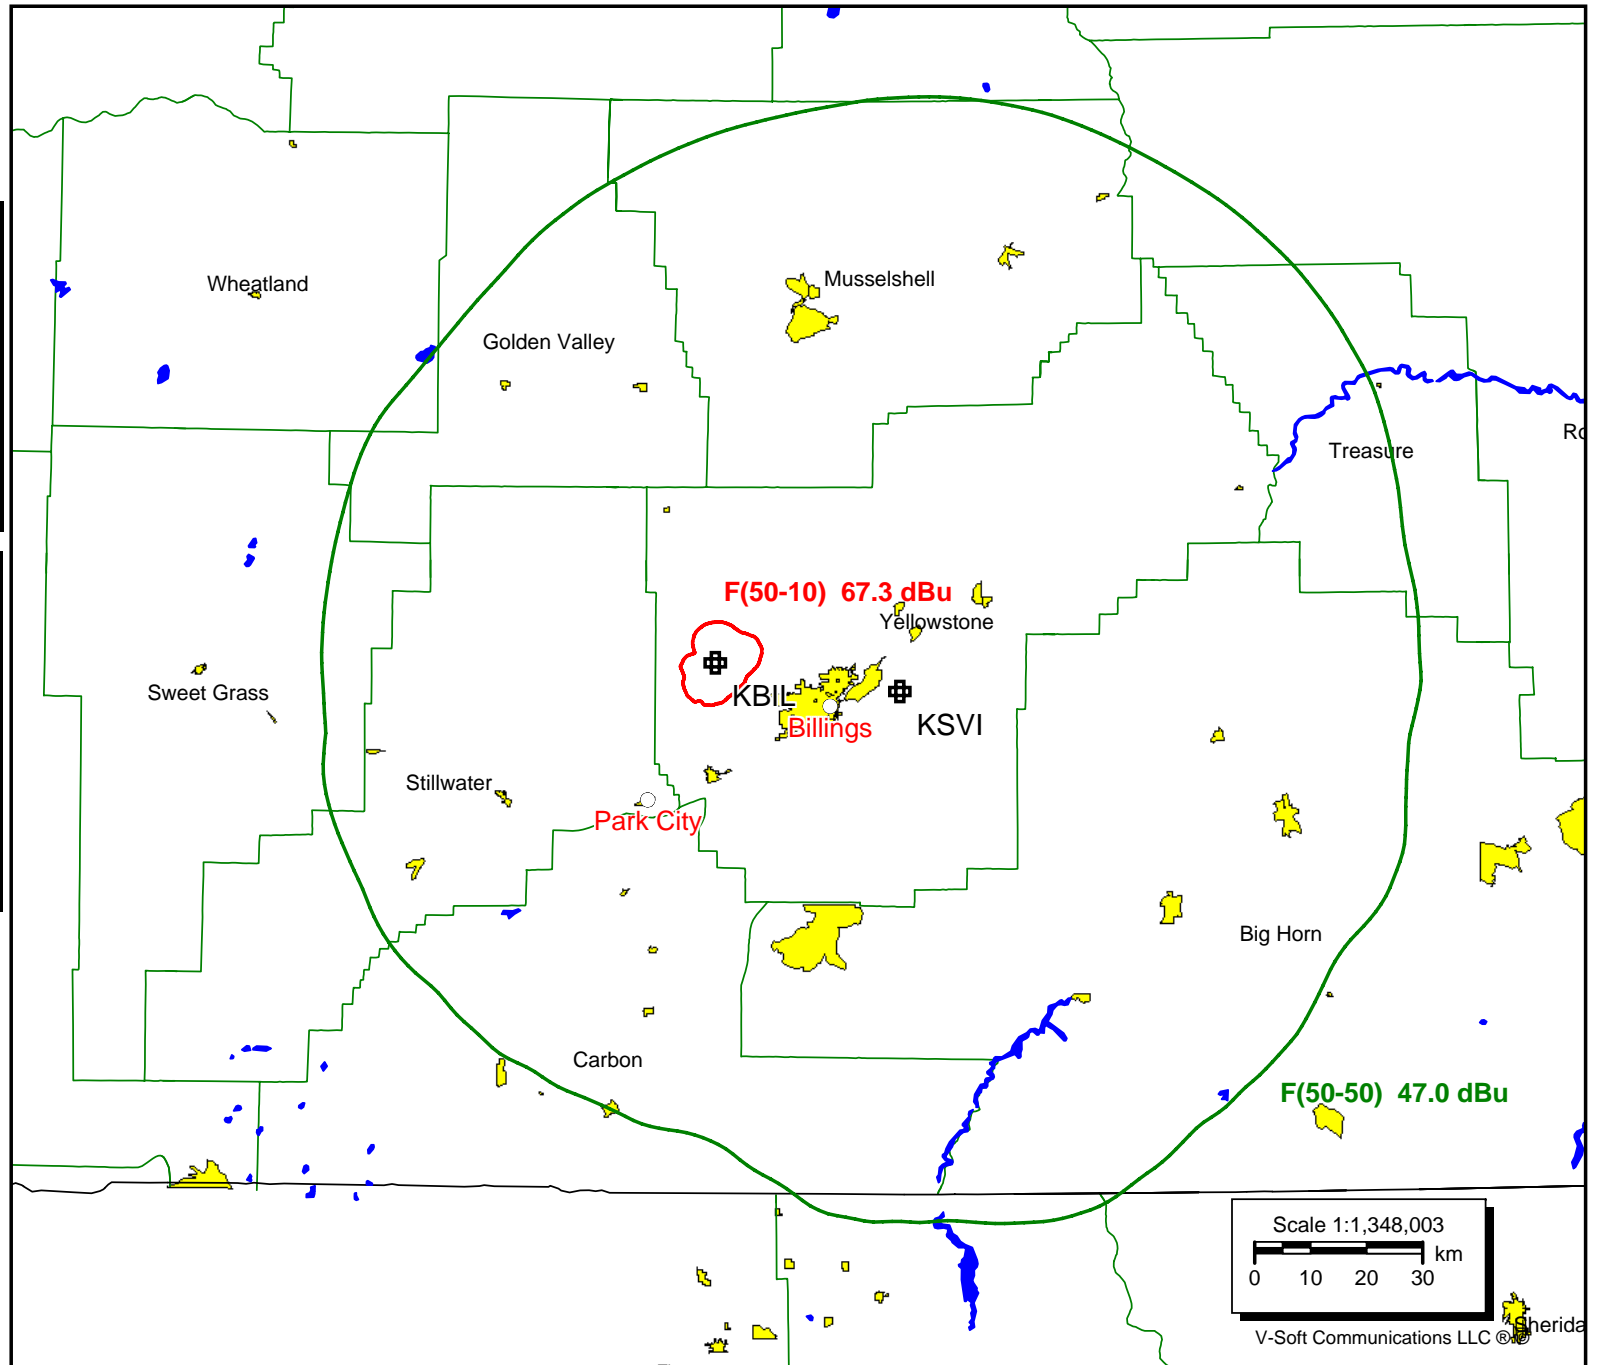 Wheatland
Musselshell
Golden Valley
Ro
Treasure
F(50-10) 67.3 dBu
Yellowstone
Sweet Grass
KBIL
Billings
KSVI
Stillwater
Park City
Big Horn
Carbon
F(50-50) 47.0 dBu
Scale 1:1,348,003
km
0 10 20 30
Sherida
V-Soft Communications LLC ® ©